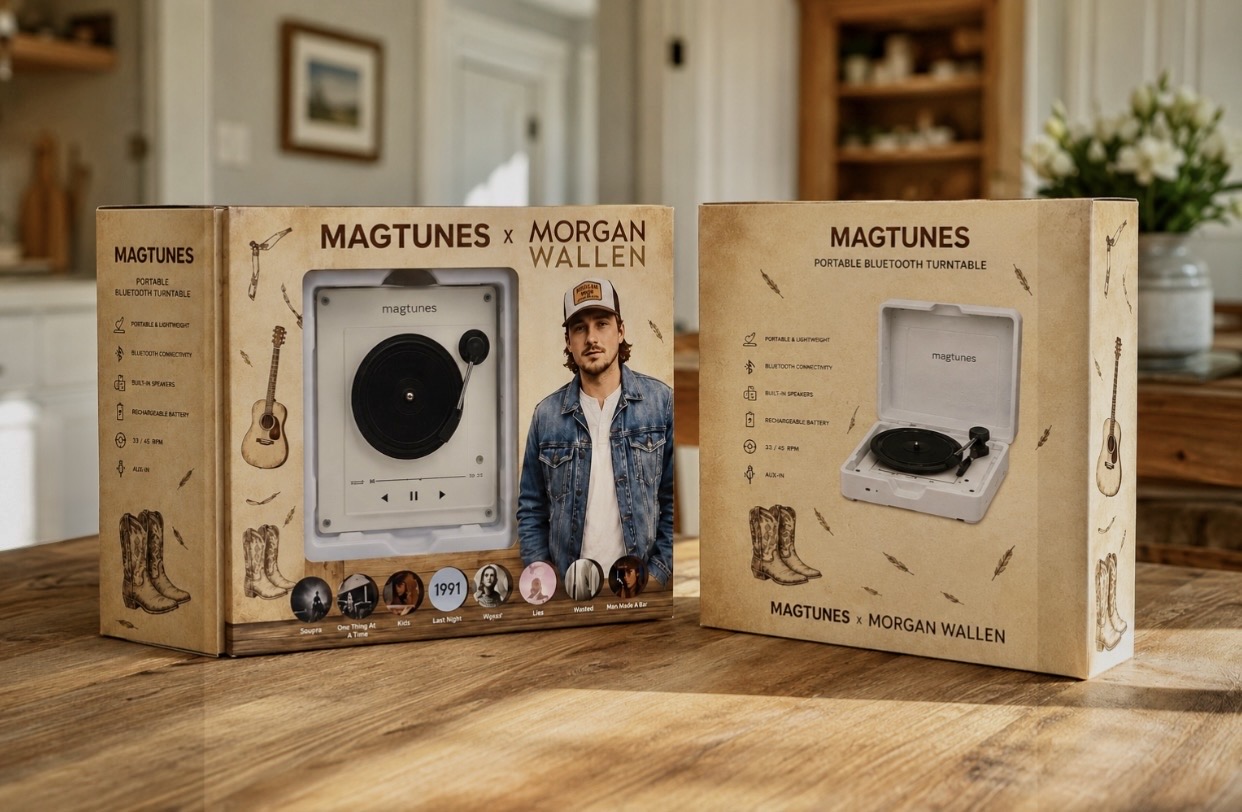 MAGTUNES
PORTABLE
BLUETOOTH TURNTABLE
PORTABLE & LIGHTWEIGHT
BLUETOOTH CONNECTIVITY
BUILT-IN SPEAKERS
RECHARGEABLE BATTERY
33 / 45 RPM
AUX-IN
MAGTUNES x MORGAN
WALLEN
magtunes
1991
Soupra
One Thing At
A Time
Kids
Last Night
Lies
Wasted
Man Made A Bar
MAGTUNES
PORTABLE BLUETOOTH TURNTABLE
PORTABLE & LIGHTWEIGHT
BLUETOOTH CONNECTIVITY
BUILT-IN SPEAKERS
RECHARGEABLE BATTERY
33 / 45 RPM
AUX-IN
magtunes
MAGTUNES x MORGAN WALLEN